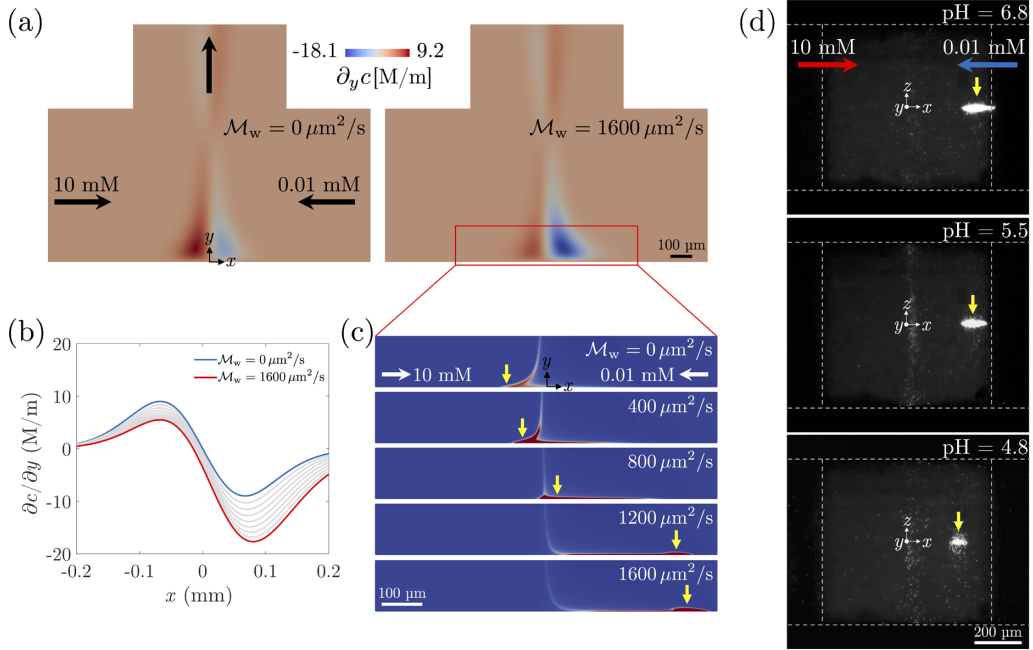 (a)
-18.1 9.2
∂yc[M/m]
ℳw = 0 μm²/s
10 mM
0.01 mM
y
x
ℳw = 1600 μm²/s
100 μm
(b)
20
10
0
-10
-20
∂c/∂y (M/m)
ℳw = 0 μm²/s
ℳw = 1600 μm²/s
-0.2 -0.1 0 0.1 0.2
x (mm)
(c)
ℳw = 0 μm²/s
10 mM
y
x
0.01 mM
400 μm²/s
800 μm²/s
1200 μm²/s
1600 μm²/s
100 μm
(d)
pH = 6.8
10 mM
0.01 mM
z
y x
pH = 5.5
z
y x
pH = 4.8
z
y x
200 μm